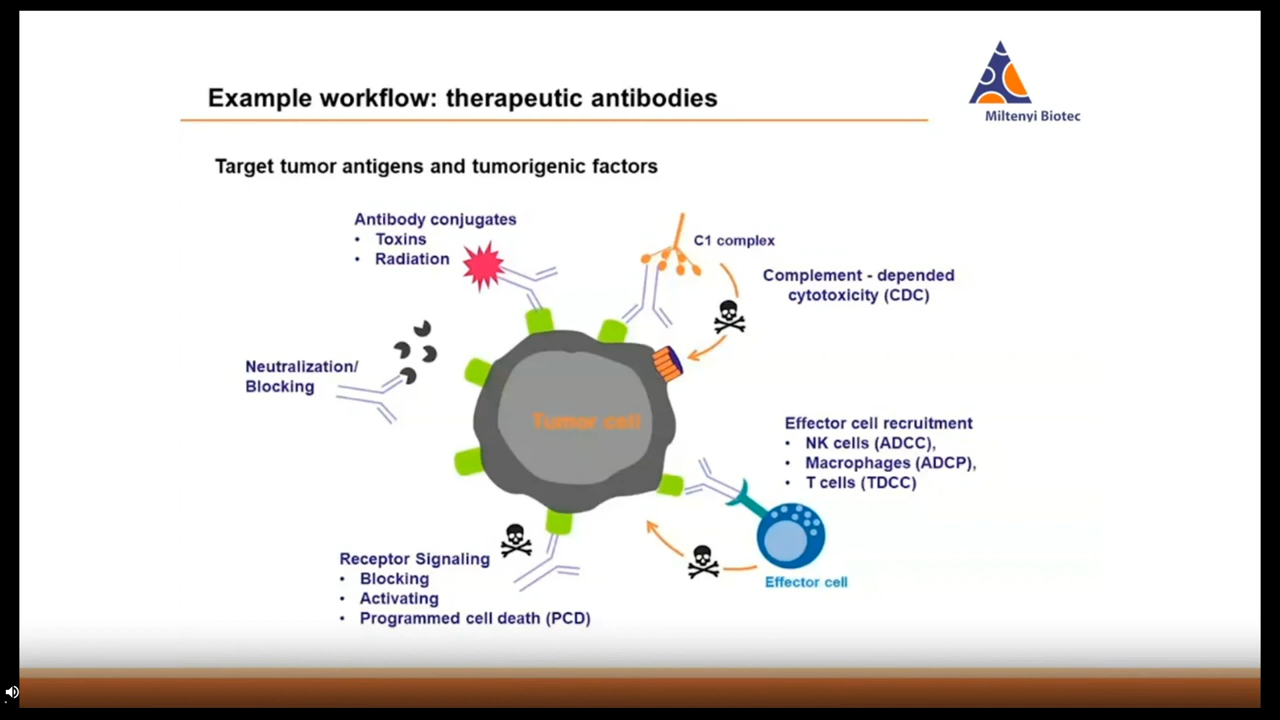 Example workflow: therapeutic antibodies
Miltenyi Biotec
Target tumor antigens and tumorigenic factors
Antibody conjugates
• Toxins
• Radiation
C1 complex
Complement - depended
cytotoxicity (CDC)
Neutralization/
Blocking
Tumor cell
Effector cell recruitment
• NK cells (ADCC),
• Macrophages (ADCP),
• T cells (TDCC)
Effector cell
Receptor Signaling
• Blocking
• Activating
• Programmed cell death (PCD)